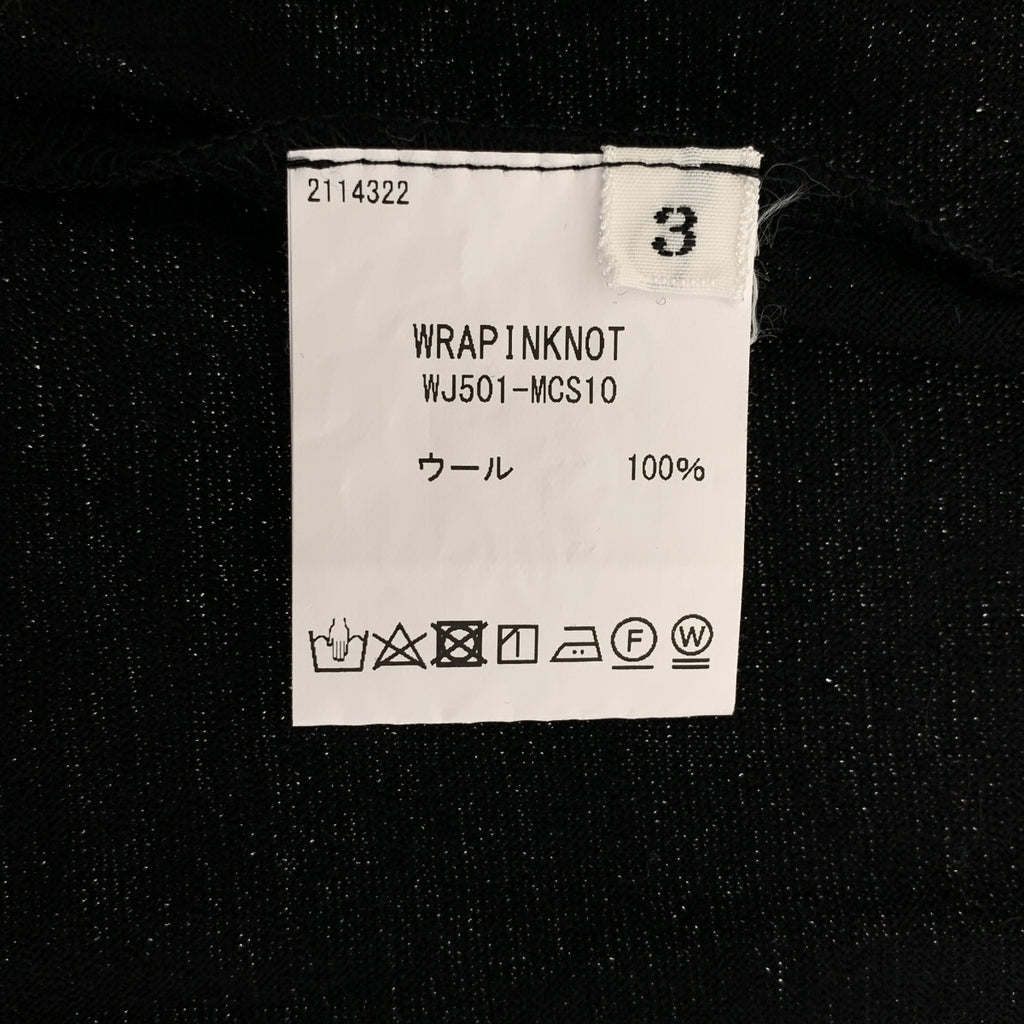 2114322
3
WRAPINKNOT
WJ501-MCS10
ウール 100%
F W